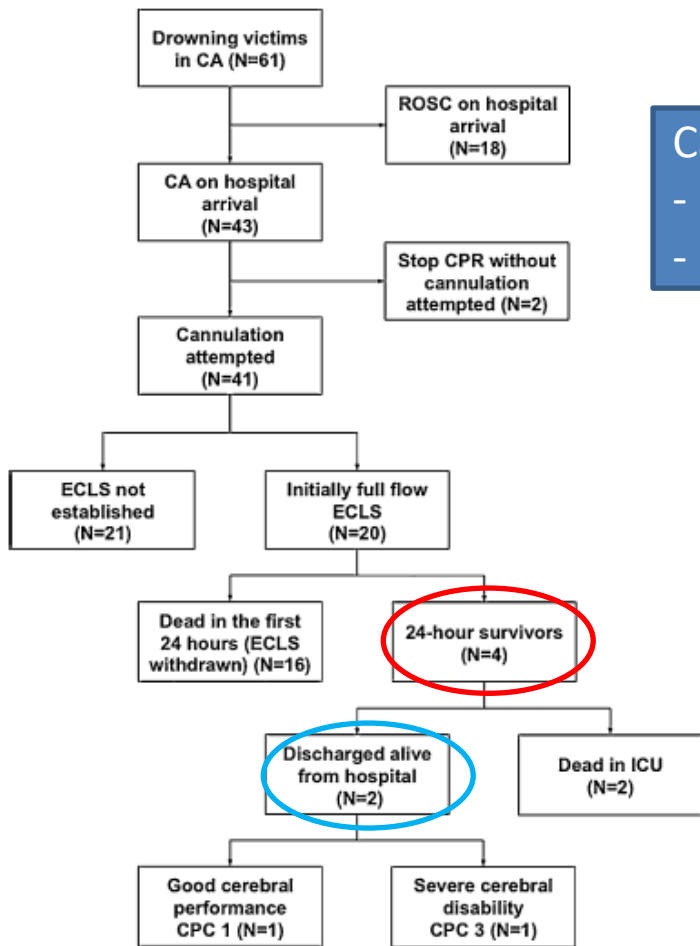 Drowning victims
in CA (N=61)
ROSC on hospital
arrival
(N=18)
CA on hospital
arrival
(N=43)
Stop CPR without
cannulation
attempted (N=2)
Cannulation
attempted
(N=41)
ECLS not
established
(N=21)
Initially full flow
ECLS
(N=20)
Dead in the first
24 hours (ECLS
withdrawn) (N=16)
24-hour survivors
(N=4)
Discharged alive
from hospital
(N=2)
Dead in ICU
(N=2)
Good cerebral
performance
CPC 1 (N=1)
Severe cerebral
disability
CPC 3 (N=1)
-
-